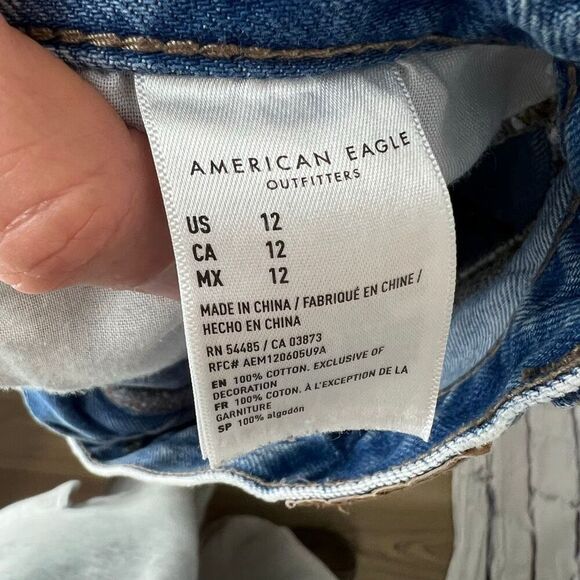 AMERICAN EAGLE
OUTFITTERS
US 12
CA 12
MX 12
MADE IN CHINA / FABRIQUÉ EN CHINE /
HECHO EN CHINA
RN 54485 / CA 03873
RFC# AEM120605U9A
EN 100% COTTON. EXCLUSIVE OF
DECORATION
FR 100% COTON. À L'EXCEPTION DE LA
GARNITURE
SP 100% algodón